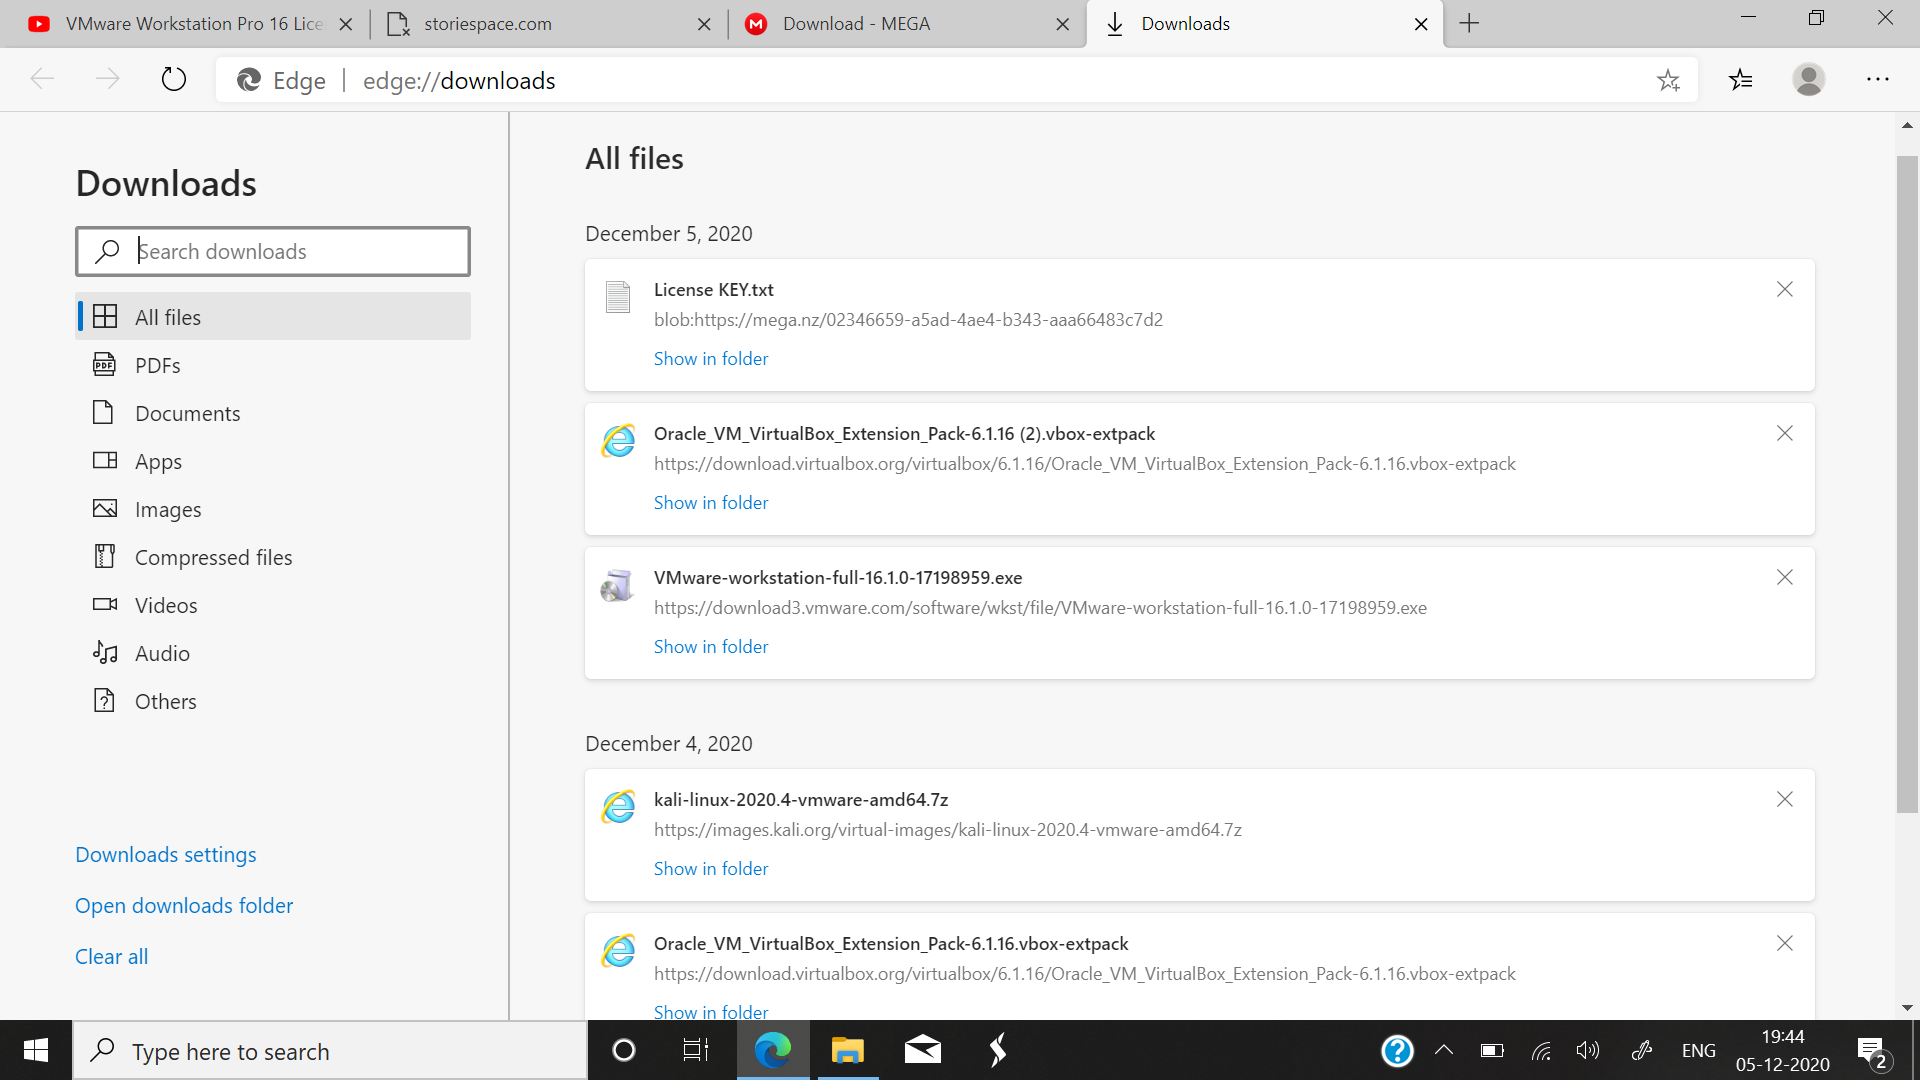 VMware Workstation Pro 16 Lice
storiespace.com
Download - MEGA
Downloads
Edge
edge://downloads
Downloads
Search downloads
All files
PDFs
Documents
Apps
Images
Compressed files
Videos
Audio
Others
Downloads settings
Open downloads folder
Clear all
All files
December 5, 2020
License KEY.txt
blob:https://mega.nz/02346659-a5ad-4ae4-b343-aaa66483c7d2
Show in folder
Oracle_VM_VirtualBox_Extension_Pack-6.1.16 (2).vbox-extpack
https://download.virtualbox.org/virtualbox/6.1.16/Oracle_VM_VirtualBox_Extension_Pack-6.1.16.vbox-extpack
Show in folder
VMware-workstation-full-16.1.0-17198959.exe
https://download3.vmware.com/software/wkst/file/VMware-workstation-full-16.1.0-17198959.exe
Show in folder
December 4, 2020
kali-linux-2020.4-vmware-amd64.7z
https://images.kali.org/virtual-images/kali-linux-2020.4-vmware-amd64.7z
Show in folder
Oracle_VM_VirtualBox_Extension_Pack-6.1.16.vbox-extpack
https://download.virtualbox.org/virtualbox/6.1.16/Oracle_VM_VirtualBox_Extension_Pack-6.1.16.vbox-extpack
Show in folder
Type here to search
ENG
19:44
05-12-2020
2